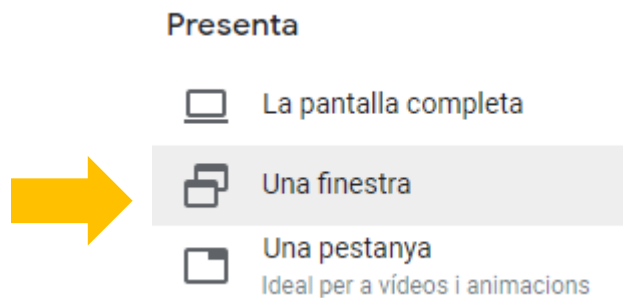 Presenta
La pantalla completa
Una finestra
Una pestanya
Ideal per a vídeos i animacions